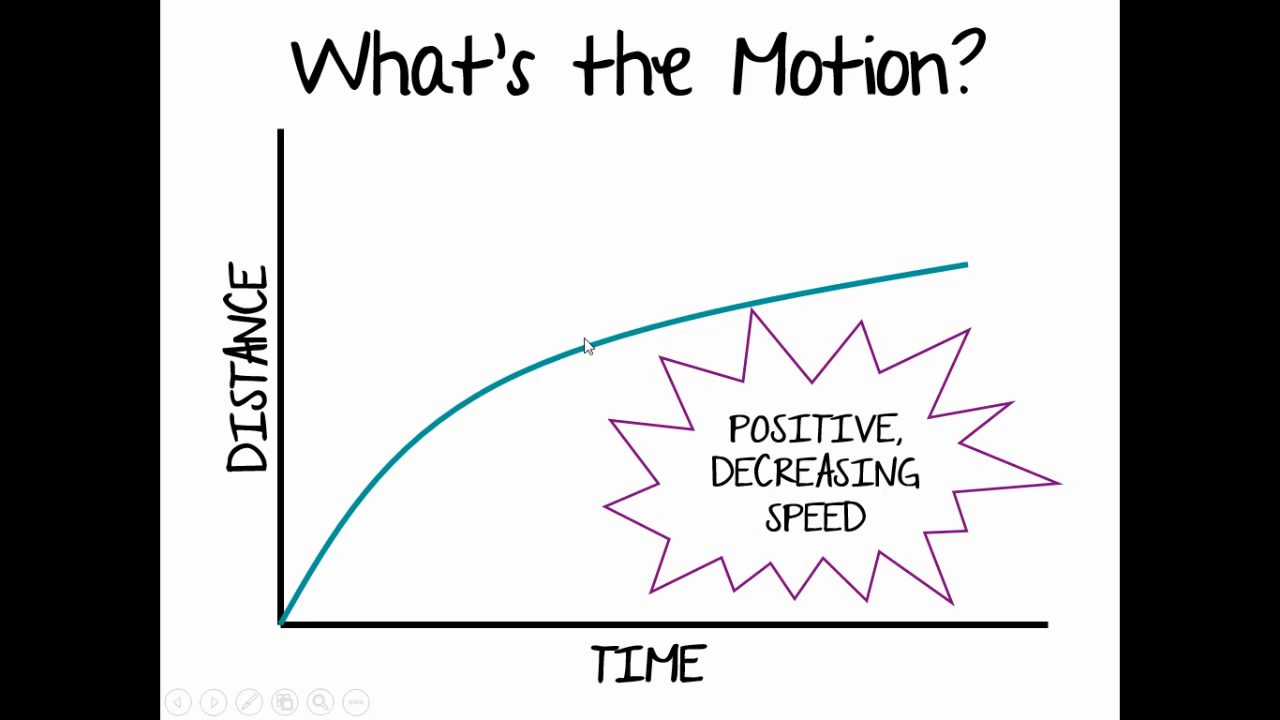 What's the Motion?
DISTANCE
POSITIVE,
DECREASING
SPEED
TIME